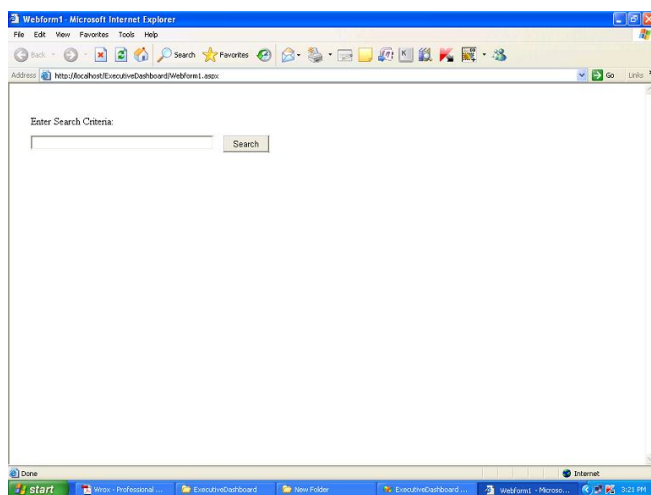 Webform1 - Microsoft Internet Explorer
File Edit View Favorites Tools Help
Back Search Favorites
Address http://localhost/ExecutiveDashboard/Webform1.aspx Go Links
Enter Search Criteria:
Search
Done Internet
start Wrox - Professional ... ExecutiveDashboard New Folder ExecutiveDashboard ... Webform1 - Microso... 3:21 PM